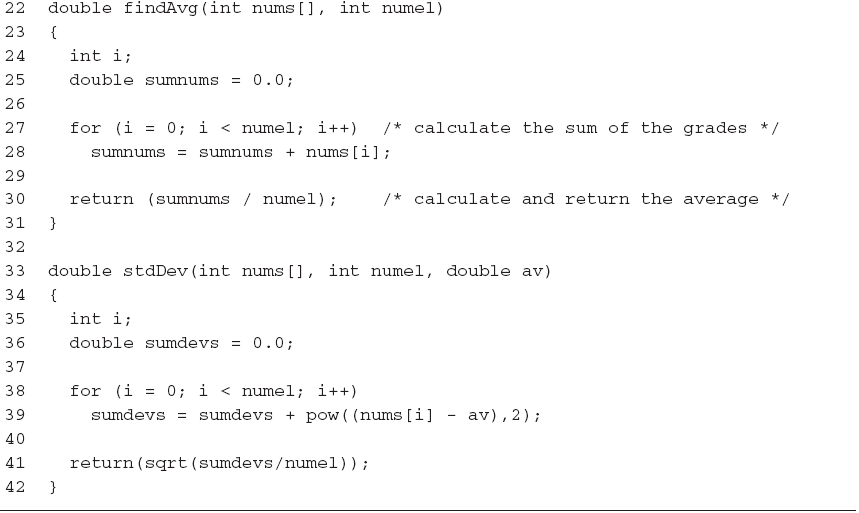 22  double findAvg(int nums[], int numel)
23  {
24    int i;
25    double sumnums = 0.0;
26
27    for (i = 0; i < numel; i++)  /* calculate the sum of the grades */
28      sumnums = sumnums + nums[i];
29
30    return (sumnums / numel);    /* calculate and return the average */
31  }
32
33  double stdDev(int nums[], int numel, double av)
34  {
35    int i;
36    double sumdevs = 0.0;
37
38    for (i = 0; i < numel; i++)
39      sumdevs = sumdevs + pow((nums[i] - av),2);
40
41    return(sqrt(sumdevs/numel));
42  }